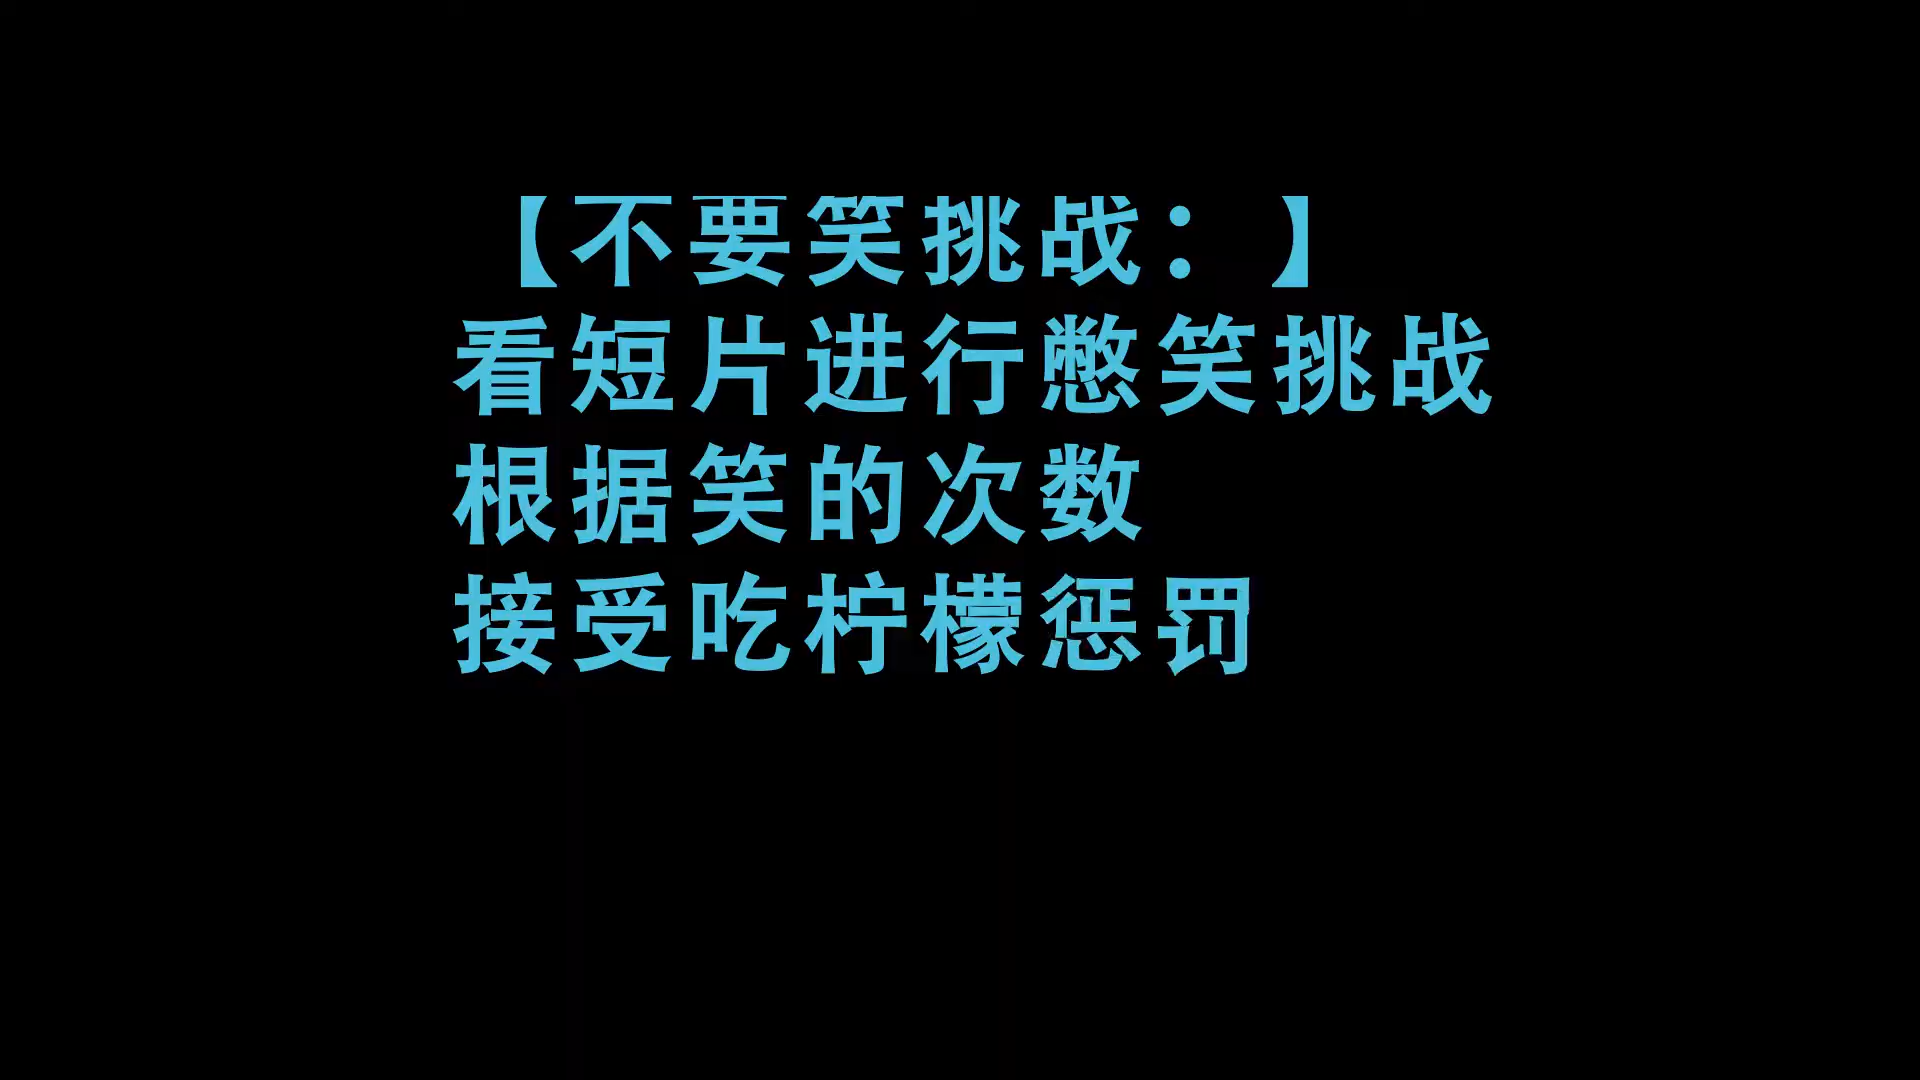 【不要笑挑战：】
看短片进行憋笑挑战
根据笑的次数
接受吃柠檬惩罚